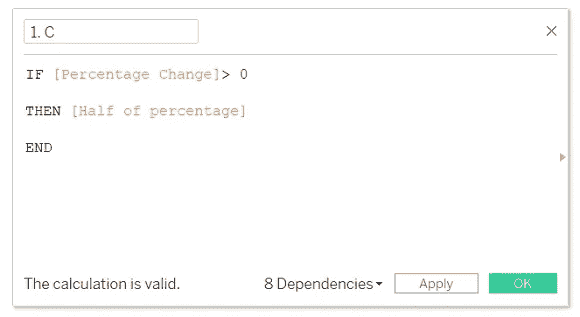 1. C
IF [Percentage Change]> 0
THEN [Half of percentage]
END
The calculation is valid. 8 Dependencies Apply OK